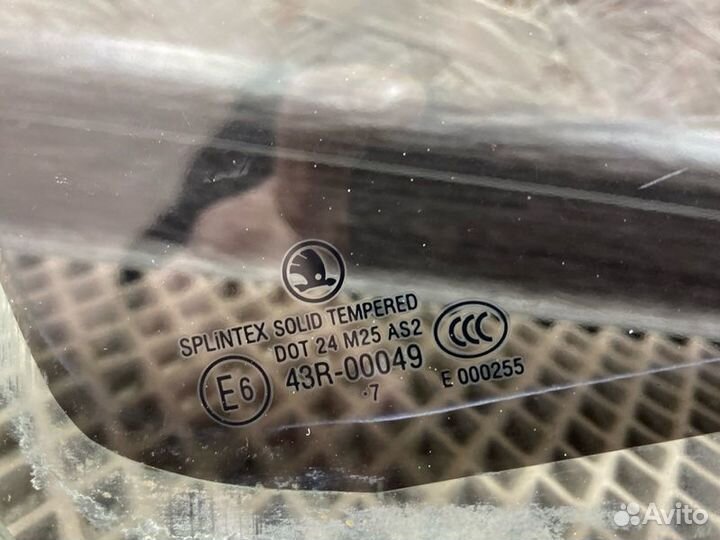 SPLiNTEX SOLID TEMPERED
DOT 24 M25 AS2
CCC
E6 43R-00049
E 000255
·7
Avito